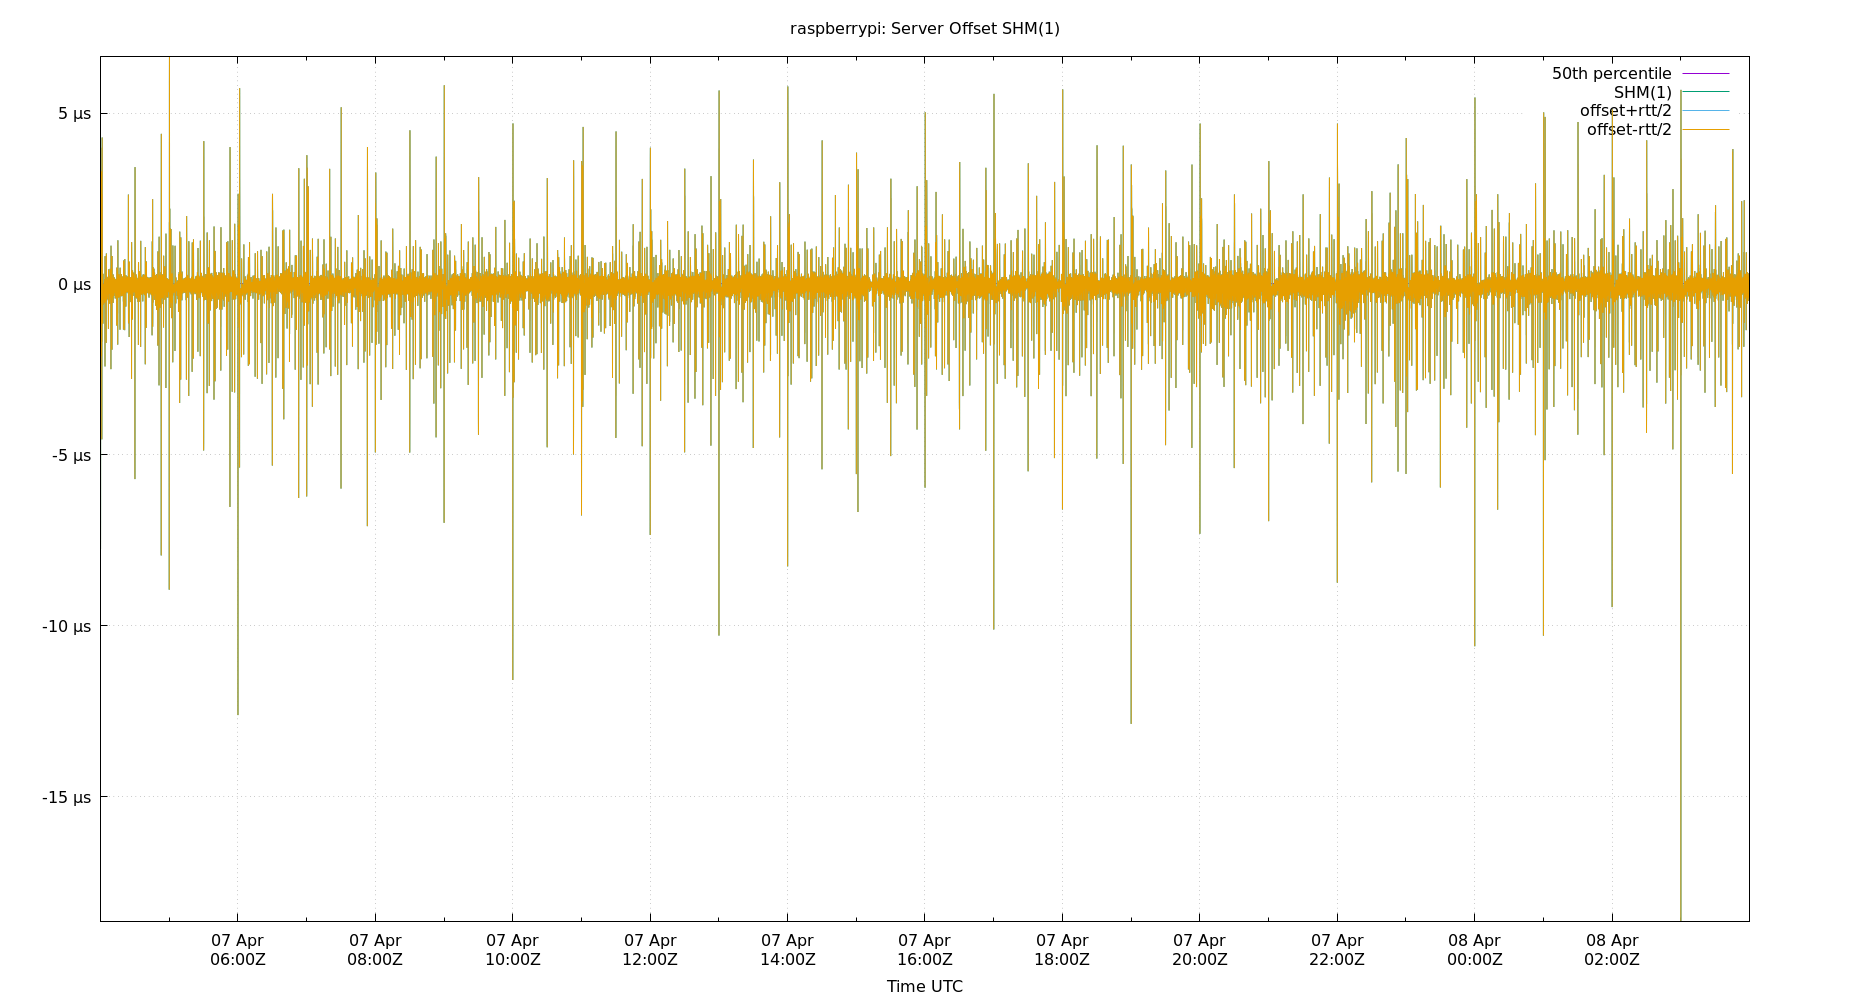 raspberrypi: Server Offset SHM(1)
50th percentile
SHM(1)
offset+rtt/2
offset-rtt/2
5 µs
0 µs
-5 µs
-10 µs
-15 µs
07 Apr 07 Apr 07 Apr 07 Apr 07 Apr 07 Apr 07 Apr 07 Apr 07 Apr 08 Apr 08 Apr
06:00Z 08:00Z 10:00Z 12:00Z 14:00Z 16:00Z 18:00Z 20:00Z 22:00Z 00:00Z 02:00Z
Time UTC